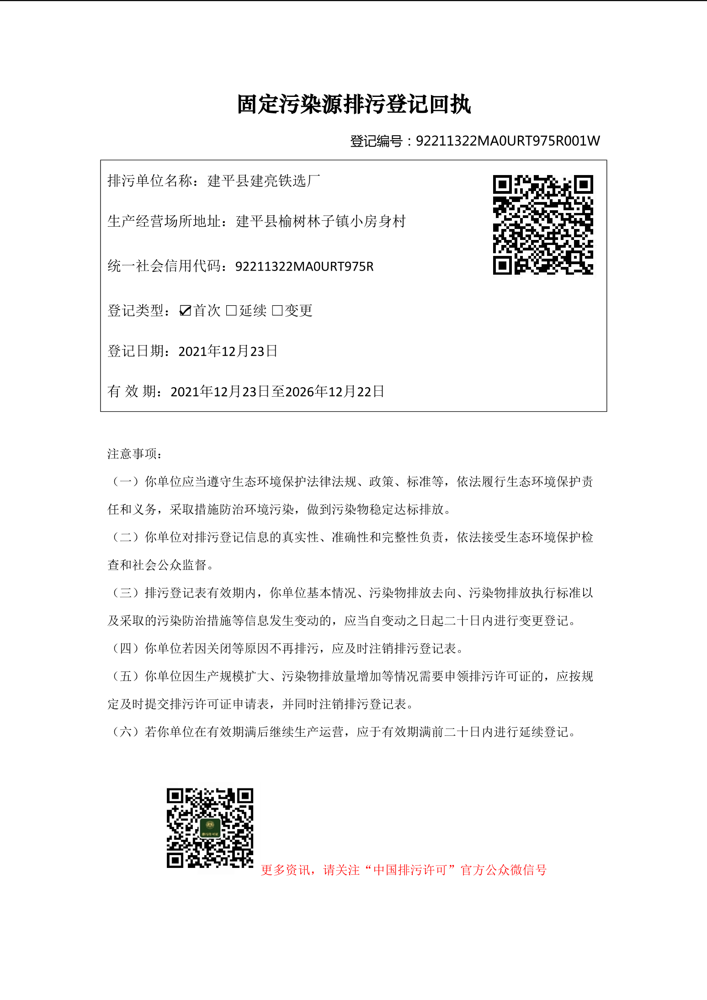 固定污染源排污登记回执
登记编号：92211322MA0URT975R001W
排污单位名称：建平县建亮铁选厂
生产经营场所地址：建平县榆树林子镇小房身村
统一社会信用代码：92211322MA0URT975R
登记类型：☑首次 □延续 □变更
登记日期：2021年12月23日
有 效 期：2021年12月23日至2026年12月22日
注意事项：
（一）你单位应当遵守生态环境保护法律法规、政策、标准等，依法履行生态环境保护责
任和义务，采取措施防治环境污染，做到污染物稳定达标排放。
（二）你单位对排污登记信息的真实性、准确性和完整性负责，依法接受生态环境保护检
查和社会公众监督。
（三）排污登记表有效期内，你单位基本情况、污染物排放去向、污染物排放执行标准以
及采取的污染防治措施等信息发生变动的，应当自变动之日起二十日内进行变更登记。
（四）你单位若因关闭等原因不再排污，应及时注销排污登记表。
（五）你单位因生产规模扩大、污染物排放量增加等情况需要申领排污许可证的，应按规
定及时提交排污许可证申请表，并同时注销排污登记表。
（六）若你单位在有效期满后继续生产运营，应于有效期满前二十日内进行延续登记。
排污许可证
更多资讯，请关注“中国排污许可”官方公众微信号